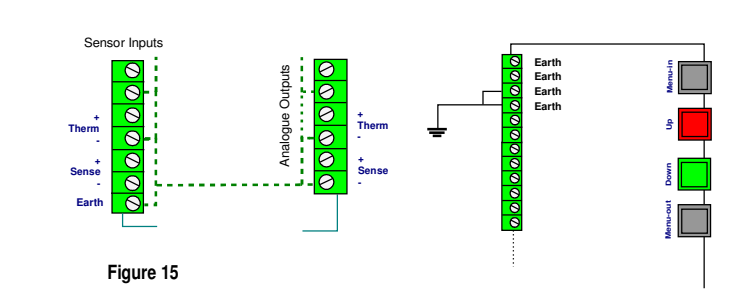 Sensor Inputs
+
Therm
-
+
Sense
-
Earth
Analogue Outputs
+
Therm
-
+
Sense
-
Earth
Earth
Earth
Earth
Menu-in
Up
Down
Menu-out
Figure 15